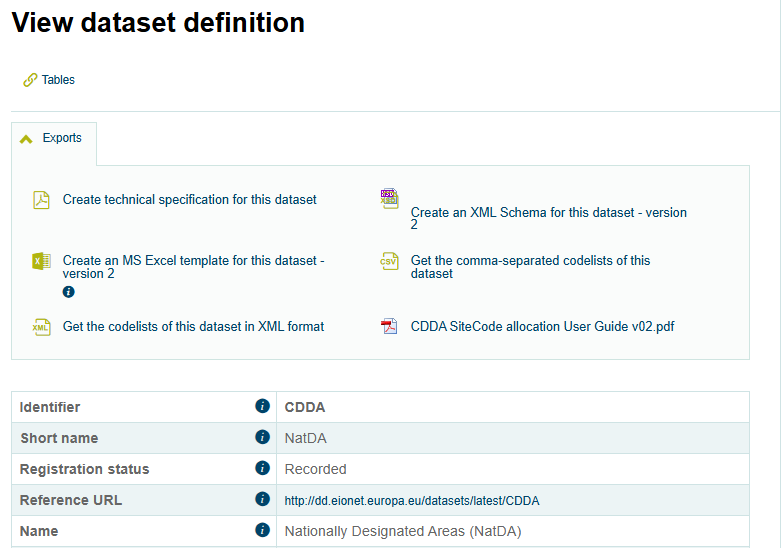 View dataset definition
Tables
Exports
Create technical specification for this dataset
Create an XML Schema for this dataset - version
2
Create an MS Excel template for this dataset -
version 2
Get the comma-separated codelists of this
dataset
Get the codelists of this dataset in XML format
CDDA SiteCode allocation User Guide v02.pdf
Identifier CDDA
Short name NatDA
Registration status Recorded
Reference URL http://dd.eionet.europa.eu/datasets/latest/CDDA
Name Nationally Designated Areas (NatDA)